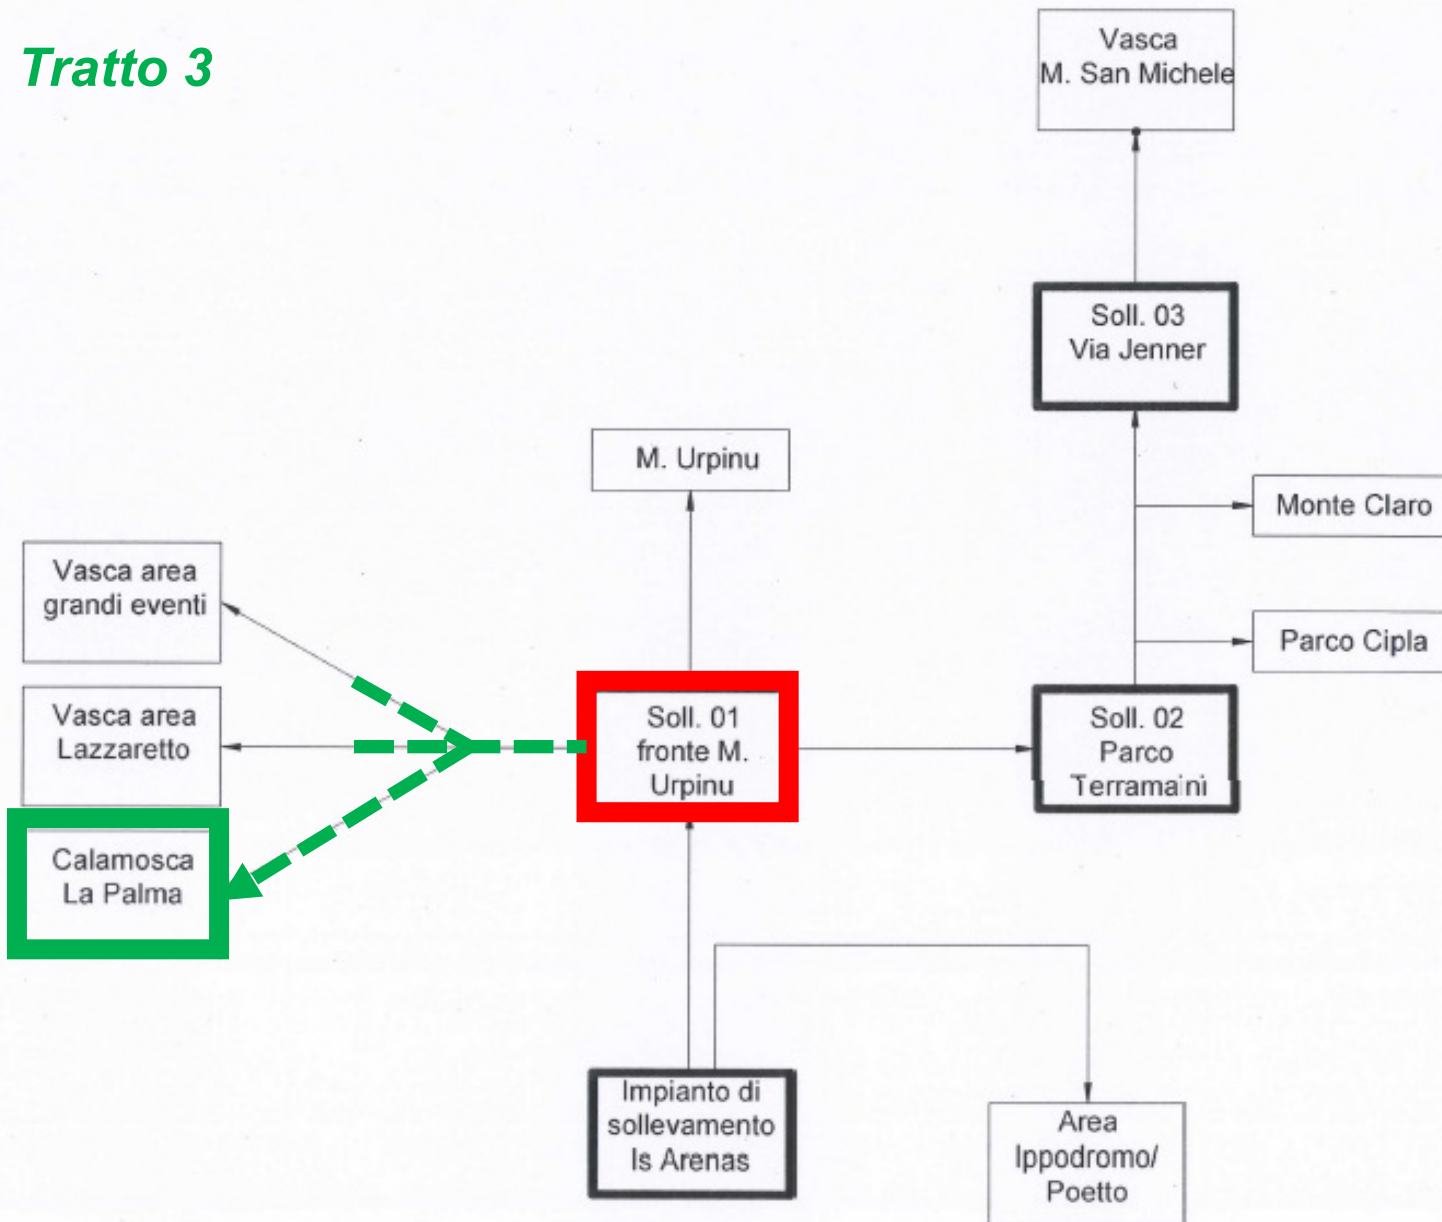 Tratto 3
Vasca
M. San Michele
Soll. 03
Via Jenner
M. Urpinu
Monte Claro
Vasca area
grandi eventi
Parco Cipla
Vasca area
Lazzaretto
Soll. 01
fronte M.
Urpinu
Soll. 02
Parco
Terramaini
Calamosca
La Palma
Impianto di
sollevamento
Is Arenas
Area
Ippodromo/
Poetto